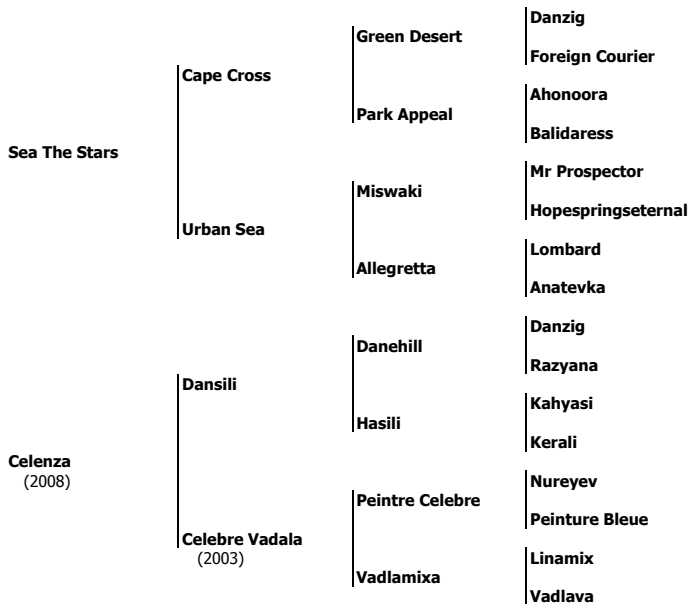 Danzig
Green Desert
Foreign Courier
Cape Cross
Ahonoora
Park Appeal
Balidaress
Sea The Stars
Mr Prospector
Miswaki
Hopespringseternal
Urban Sea
Lombard
Allegretta
Anatevka
Danzig
Danehill
Razyana
Dansili
Kahyasi
Hasili
Kerali
Celenza
(2008)
Nureyev
Peintre Celebre
Peinture Bleue
Celebre Vadala
(2003)
Linamix
Vadlamixa
Vadlava